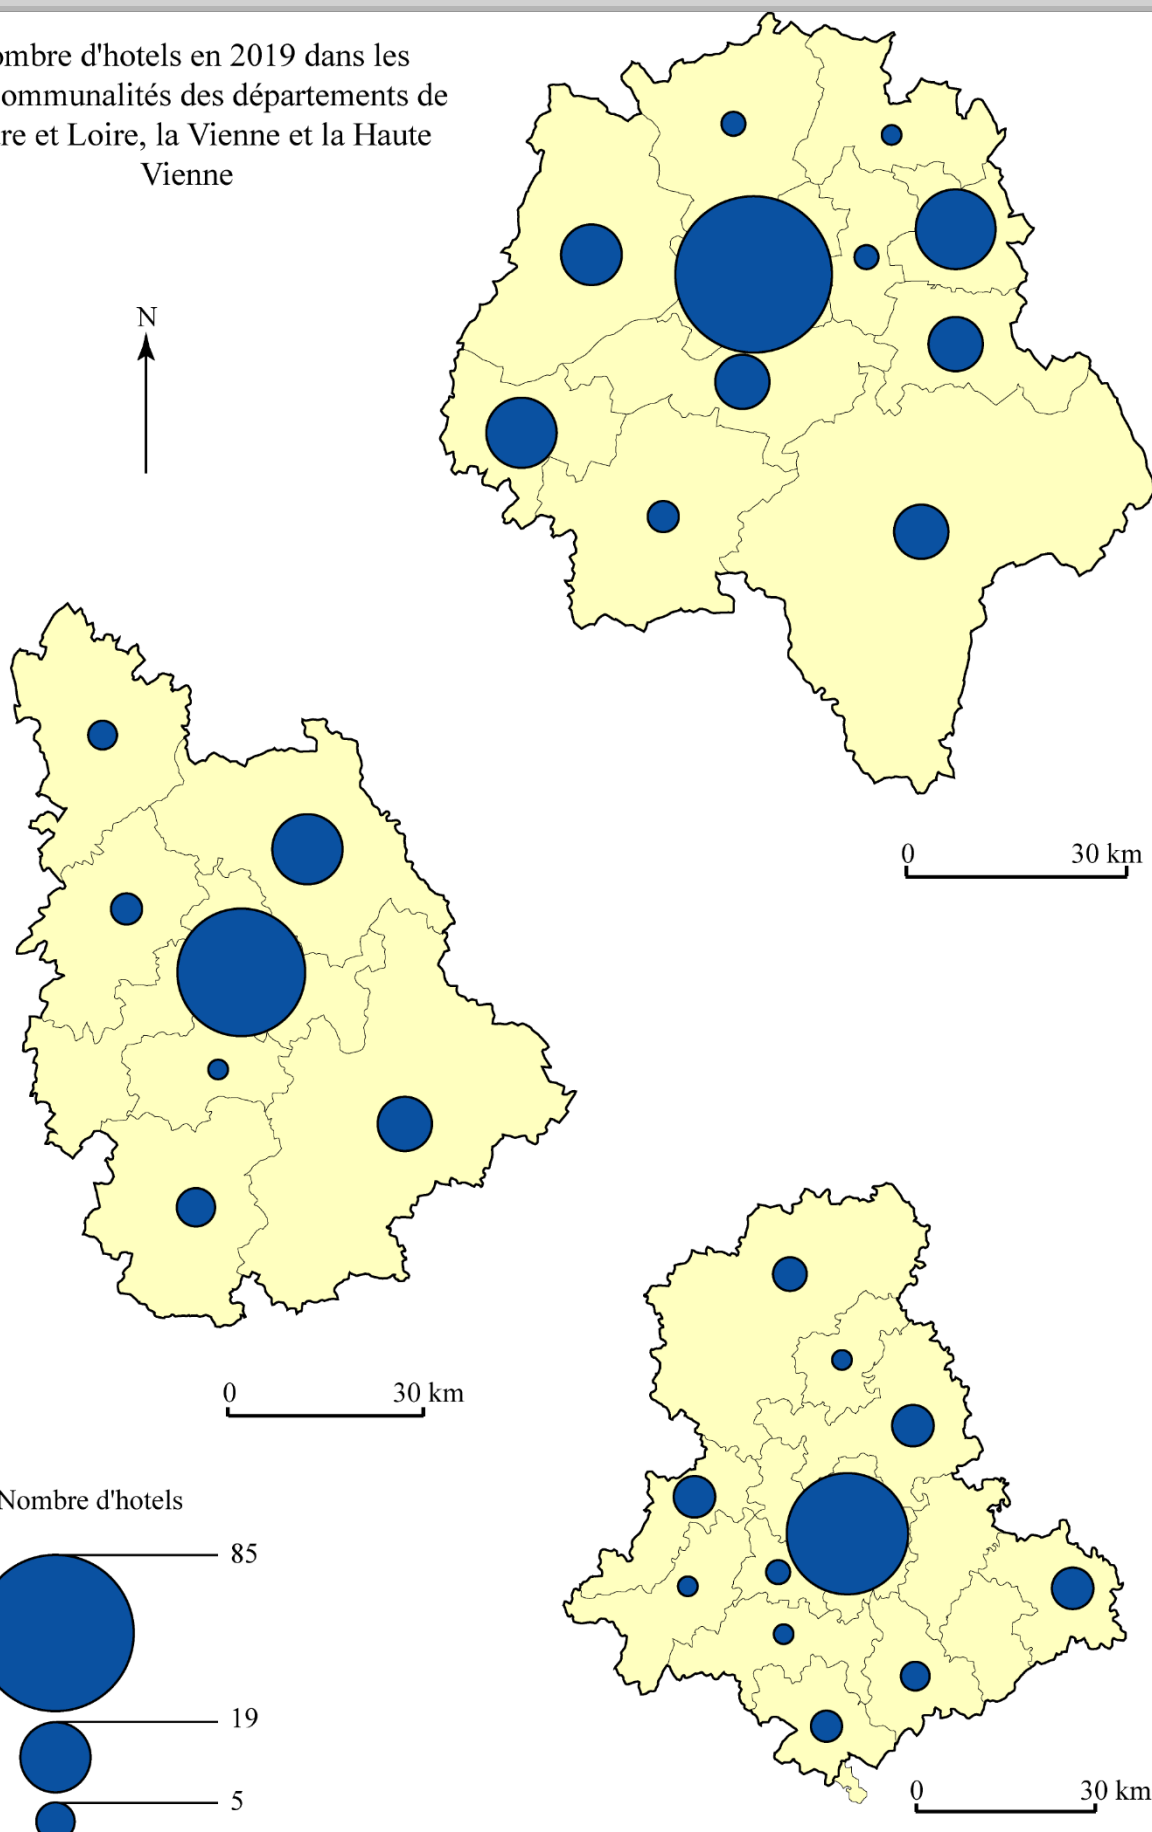 ombre d'hotels en 2019 dans les
ommunalités des départements de
re et Loire, la Vienne et la Haute
Vienne
N
0 30 km
0 30 km
Nombre d'hotels
85
19
5
0 30 km